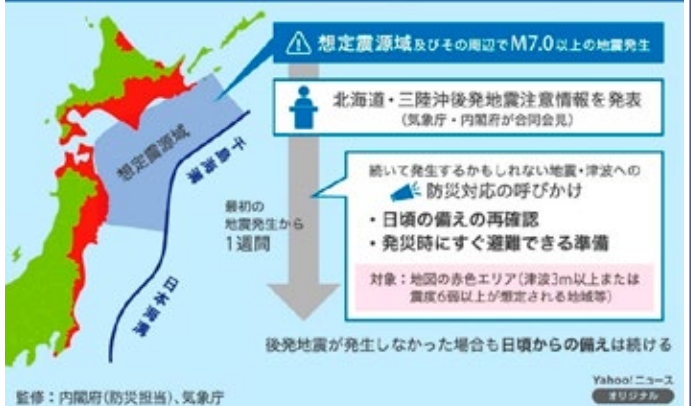 想定震源域及びその周辺でM7.0以上の地震発生
北海道・三陸沖後発地震注意情報を発表
(気象庁・内閣府が合同会見)
想定震源域
千島海溝
日本海溝
最初の
地震発生から
1週間
続いて発生するかもしれない地震・津波への
防災対応の呼びかけ
・日頃の備えの再確認
・発災時にすぐ避難できる準備
対象：地図の赤色エリア(津波3m以上または
震度6弱以上が想定される地域等)
後発地震が発生しなかった場合も日頃からの備えは続ける
監修：内閣府(防災担当)、気象庁
Yahoo!ニュース
オリジナル